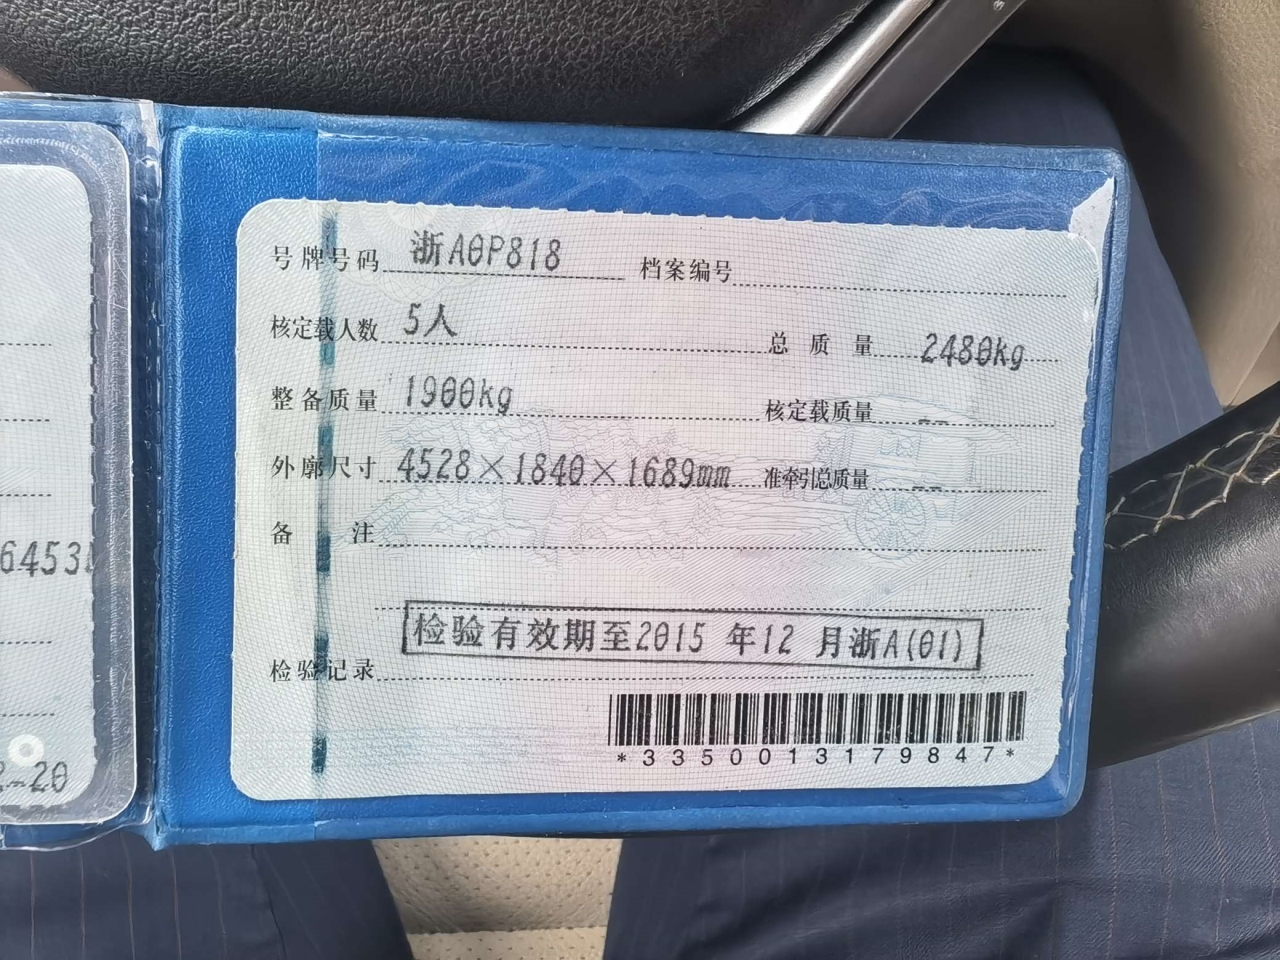 号牌号码 浙A0P818 档案编号
核定载人数 5人 总质量 2480kg
整备质量 1900kg 核定载质量 --
外廓尺寸 4528×1840×1689mm 准牵引总质量 --
备注
检验有效期至2015 年12 月浙A(01)
检验记录
*3350013179847*